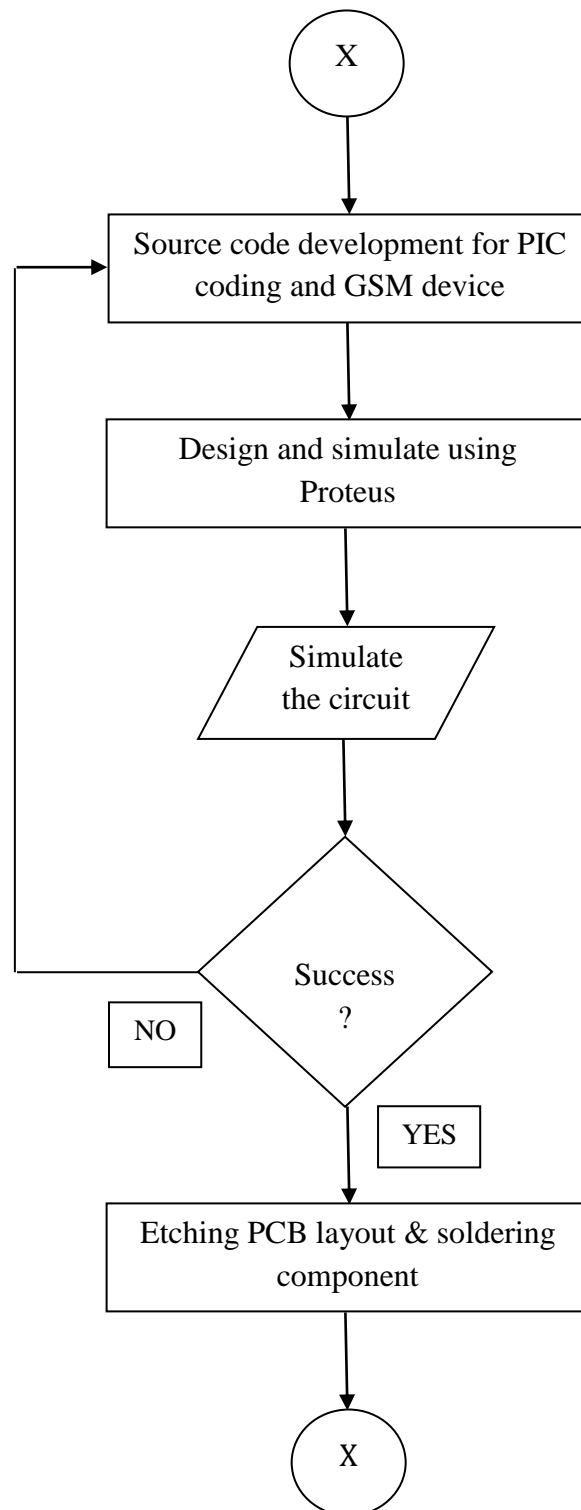 X
Source code development for PIC
coding and GSM device
Design and simulate using
Proteus
Simulate
the circuit
Success
?
NO
YES
Etching PCB layout & soldering
component
X